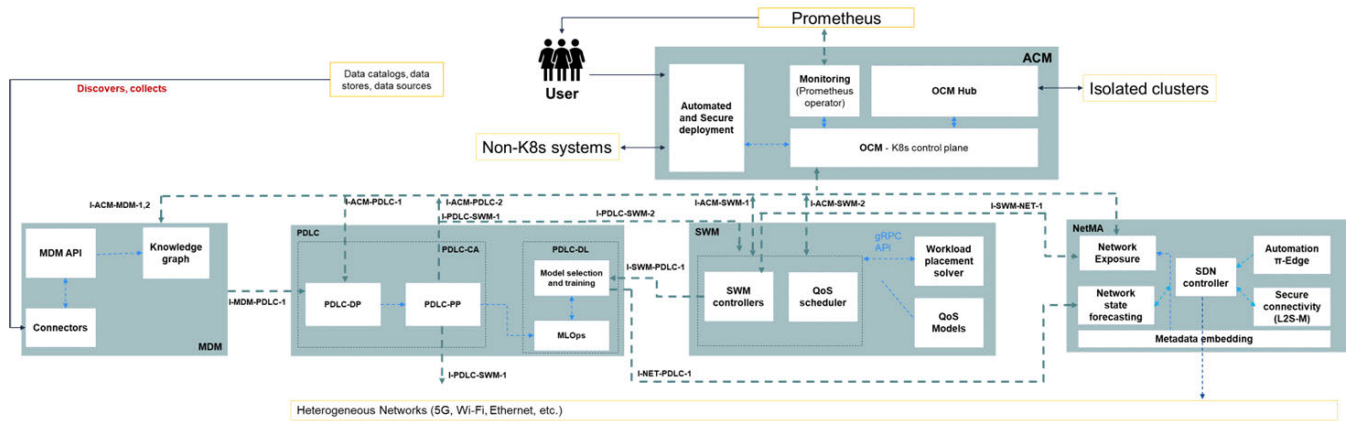 Prometheus
ACM
User
Data catalogs, data
stores, data sources
Discovers, collects
Automated
and Secure
deployment
Monitoring
(Prometheus
operator)
OCM Hub
Isolated clusters
Non-K8s systems
OCM - K8s control plane
I-ACM-MDM-1,2
I-ACM-PDLC-1
I-ACM-PDLC-2
I-PDLC-SWM-1
I-PDLC-SWM-2
I-ACM-SWM-1
I-ACM-SWM-2
I-SWM-NET-1
MDM API
Knowledge
graph
Connectors
MDM
I-MDM-PDLC-1
PDLC
PDLC-CA
PDLC-DP
PDLC-PP
PDLC-DL
Model selection
and training
MLOps
I-SWM-PDLC-1
I-PDLC-SWM-1
I-NET-PDLC-1
SWM
SWM
controllers
QoS
scheduler
gRPC
API
Workload
placement
solver
QoS
Models
NetMA
Network
Exposure
Network
state
forecasting
SDN
controller
Automation
π-Edge
Secure
connectivity
(L2S-M)
Metadata embedding
Heterogeneous Networks (5G, Wi-Fi, Ethernet, etc.)